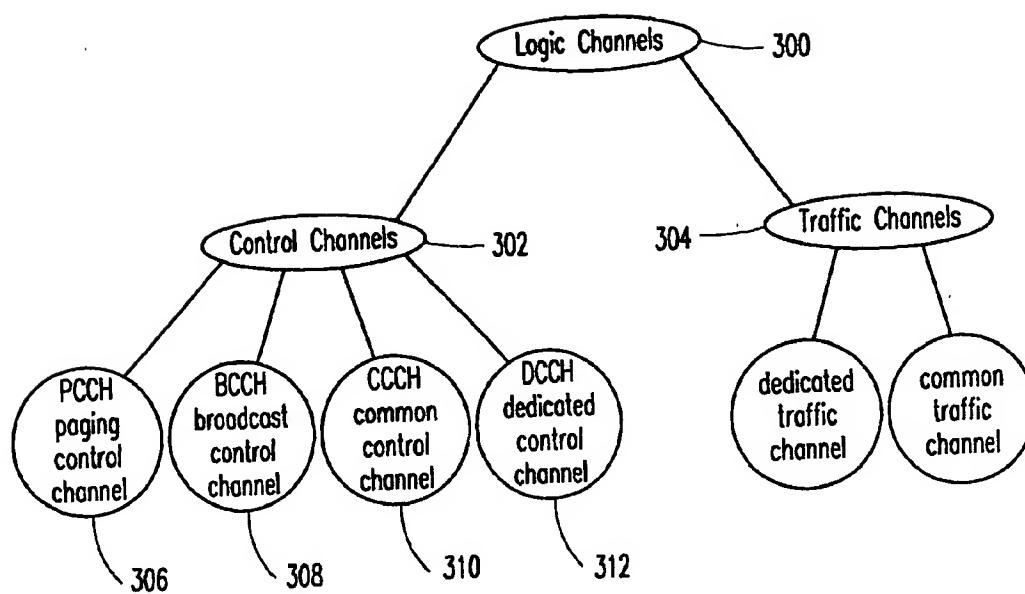 Logic Channels
300
Control Channels
302
304
Traffic Channels
PCCH
paging
control
channel
BCCH
broadcast
control
channel
CCCH
common
control
channel
DCCH
dedicated
control
channel
dedicated
traffic
channel
common
traffic
channel
306
308
310
312